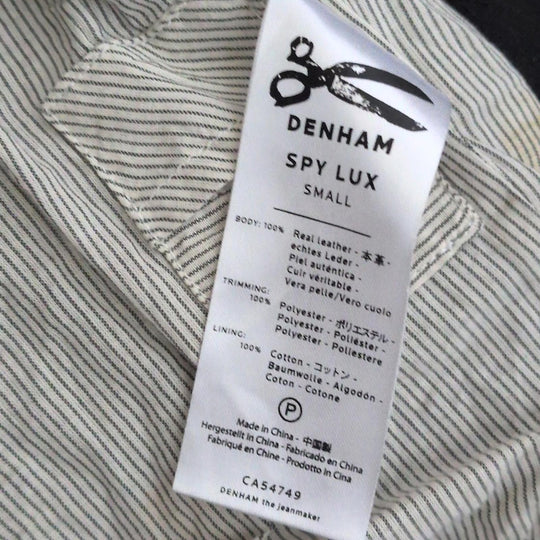 DENHAM
SPY LUX
SMALL
BODY: 100% Real leather - 本革 -
echtes Leder -
Piel auténtica -
Cuir véritable -
Vera pelle/Vero cuolo
TRIMMING:
100% Polyester - ポリエステル -
Polyester - Poliéster -
Polyester - Poliestere
LINING:
100% Cotton - コットン -
Baumwolle - Algodón -
Coton - Cotone
P
Made in China - 中国製
Hergestellt in China - Fabricado en China
Fabriqué en Chine - Prodotto in Cina
CA54749
DENHAM the jeanmaker